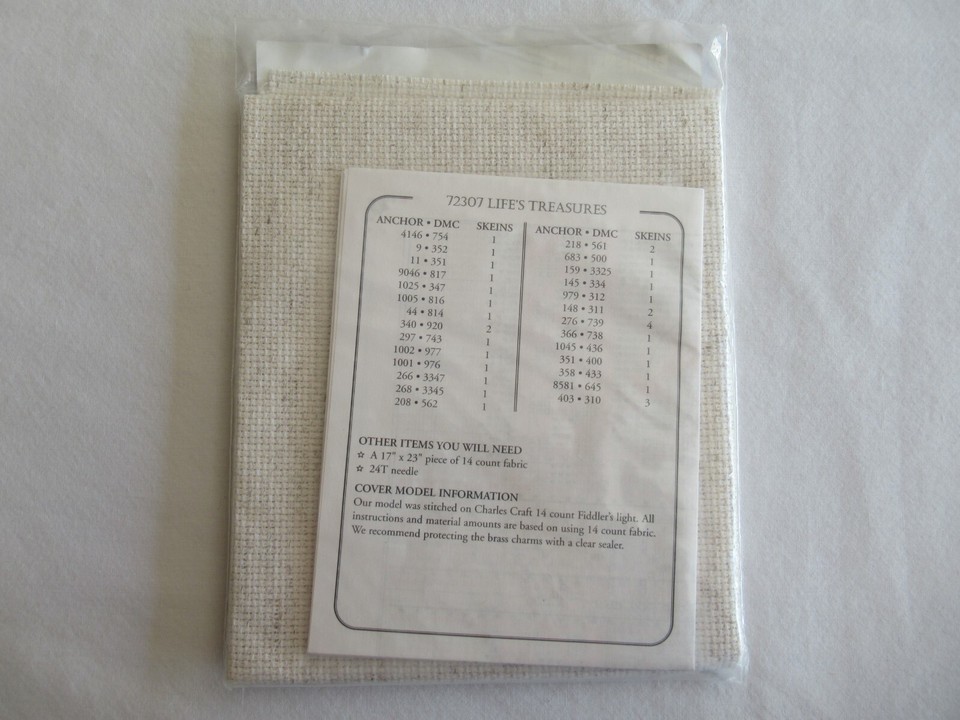 72307 LIFE'S TREASURES
ANCHOR • DMC SKEINS
4146 • 754 1
9 • 352 1
11 • 351 1
9046 • 817 1
1025 • 347 1
1005 • 816 1
44 • 814 1
340 • 920 2
297 • 743 1
1002 • 977 1
1001 • 976 1
266 • 3347 1
268 • 3345 1
208 • 562 1
ANCHOR • DMC SKEINS
218 • 561 2
683 • 500 1
159 • 3325 1
145 • 334 1
979 • 312 1
148 • 311 2
276 • 739 4
366 • 738 1
1045 • 436 1
351 • 400 1
358 • 433 1
8581 • 645 1
403 • 310 3
OTHER ITEMS YOU WILL NEED
☆ A 17" x 23" piece of 14 count fabric
☆ 24T needle
COVER MODEL INFORMATION
Our model was stitched on Charles Craft 14 count Fiddler's light. All
instructions and material amounts are based on using 14 count fabric.
We recommend protecting the brass charms with a clear sealer.